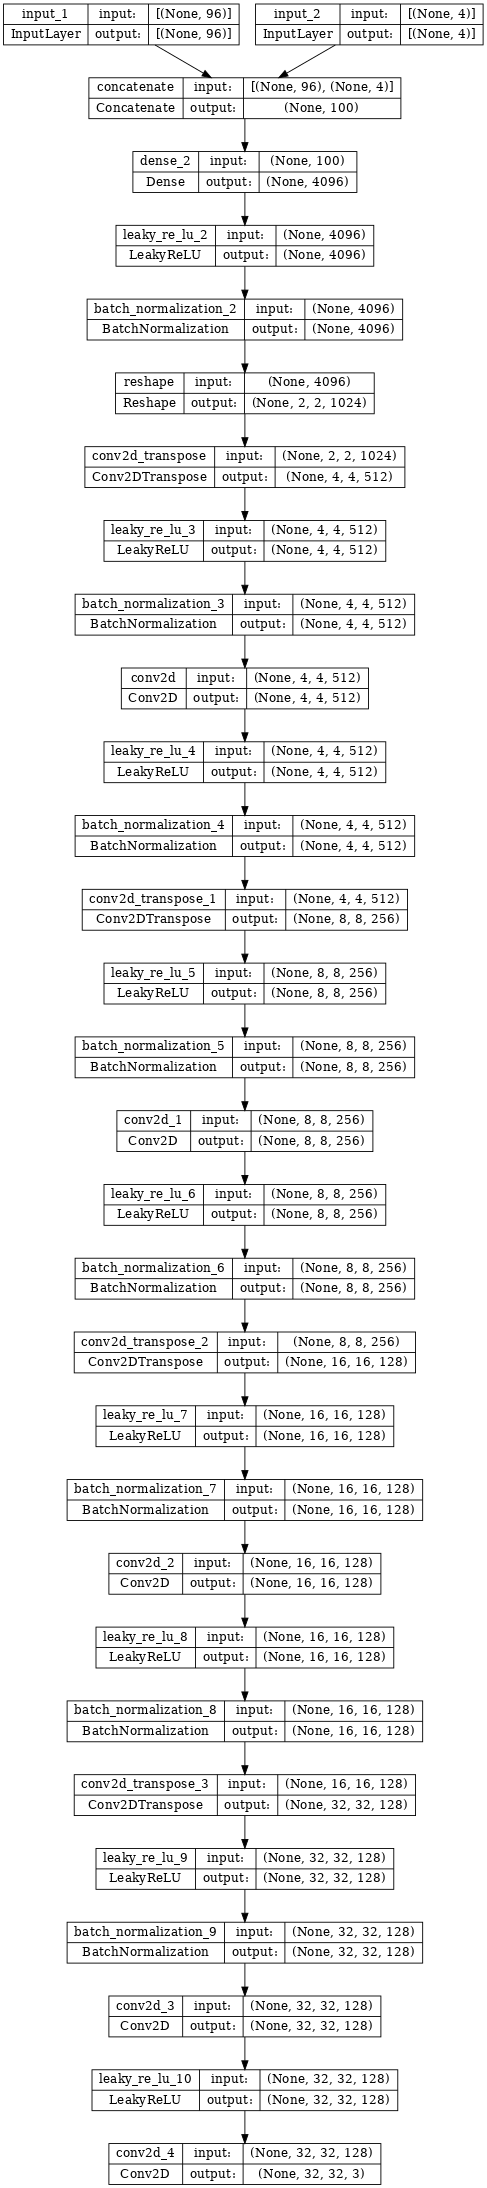 input_1 input: [(None, 96)]
InputLayer output: [(None, 96)]
input_2 input: [(None, 4)]
InputLayer output: [(None, 4)]
concatenate input: [(None, 96), (None, 4)]
Concatenate output: (None, 100)
dense_2 input: (None, 100)
Dense output: (None, 4096)
leaky_re_lu_2 input: (None, 4096)
LeakyReLU output: (None, 4096)
batch_normalization_2 input: (None, 4096)
BatchNormalization output: (None, 4096)
reshape input: (None, 4096)
Reshape output: (None, 2, 2, 1024)
conv2d_transpose input: (None, 2, 2, 1024)
Conv2DTranspose output: (None, 4, 4, 512)
leaky_re_lu_3 input: (None, 4, 4, 512)
LeakyReLU output: (None, 4, 4, 512)
batch_normalization_3 input: (None, 4, 4, 512)
BatchNormalization output: (None, 4, 4, 512)
conv2d input: (None, 4, 4, 512)
Conv2D output: (None, 4, 4, 512)
leaky_re_lu_4 input: (None, 4, 4, 512)
LeakyReLU output: (None, 4, 4, 512)
batch_normalization_4 input: (None, 4, 4, 512)
BatchNormalization output: (None, 4, 4, 512)
conv2d_transpose_1 input: (None, 4, 4, 512)
Conv2DTranspose output: (None, 8, 8, 256)
leaky_re_lu_5 input: (None, 8, 8, 256)
LeakyReLU output: (None, 8, 8, 256)
batch_normalization_5 input: (None, 8, 8, 256)
BatchNormalization output: (None, 8, 8, 256)
conv2d_1 input: (None, 8, 8, 256)
Conv2D output: (None, 8, 8, 256)
leaky_re_lu_6 input: (None, 8, 8, 256)
LeakyReLU output: (None, 8, 8, 256)
batch_normalization_6 input: (None, 8, 8, 256)
BatchNormalization output: (None, 8, 8, 256)
conv2d_transpose_2 input: (None, 8, 8, 256)
Conv2DTranspose output: (None, 16, 16, 128)
leaky_re_lu_7 input: (None, 16, 16, 128)
LeakyReLU output: (None, 16, 16, 128)
batch_normalization_7 input: (None, 16, 16, 128)
BatchNormalization output: (None, 16, 16, 128)
conv2d_2 input: (None, 16, 16, 128)
Conv2D output: (None, 16, 16, 128)
leaky_re_lu_8 input: (None, 16, 16, 128)
LeakyReLU output: (None, 16, 16, 128)
batch_normalization_8 input: (None, 16, 16, 128)
BatchNormalization output: (None, 16, 16, 128)
conv2d_transpose_3 input: (None, 16, 16, 128)
Conv2DTranspose output: (None, 32, 32, 128)
leaky_re_lu_9 input: (None, 32, 32, 128)
LeakyReLU output: (None, 32, 32, 128)
batch_normalization_9 input: (None, 32, 32, 128)
BatchNormalization output: (None, 32, 32, 128)
conv2d_3 input: (None, 32, 32, 128)
Conv2D output: (None, 32, 32, 128)
leaky_re_lu_10 input: (None, 32, 32, 128)
LeakyReLU output: (None, 32, 32, 128)
conv2d_4 input: (None, 32, 32, 128)
Conv2D output: (None, 32, 32, 3)